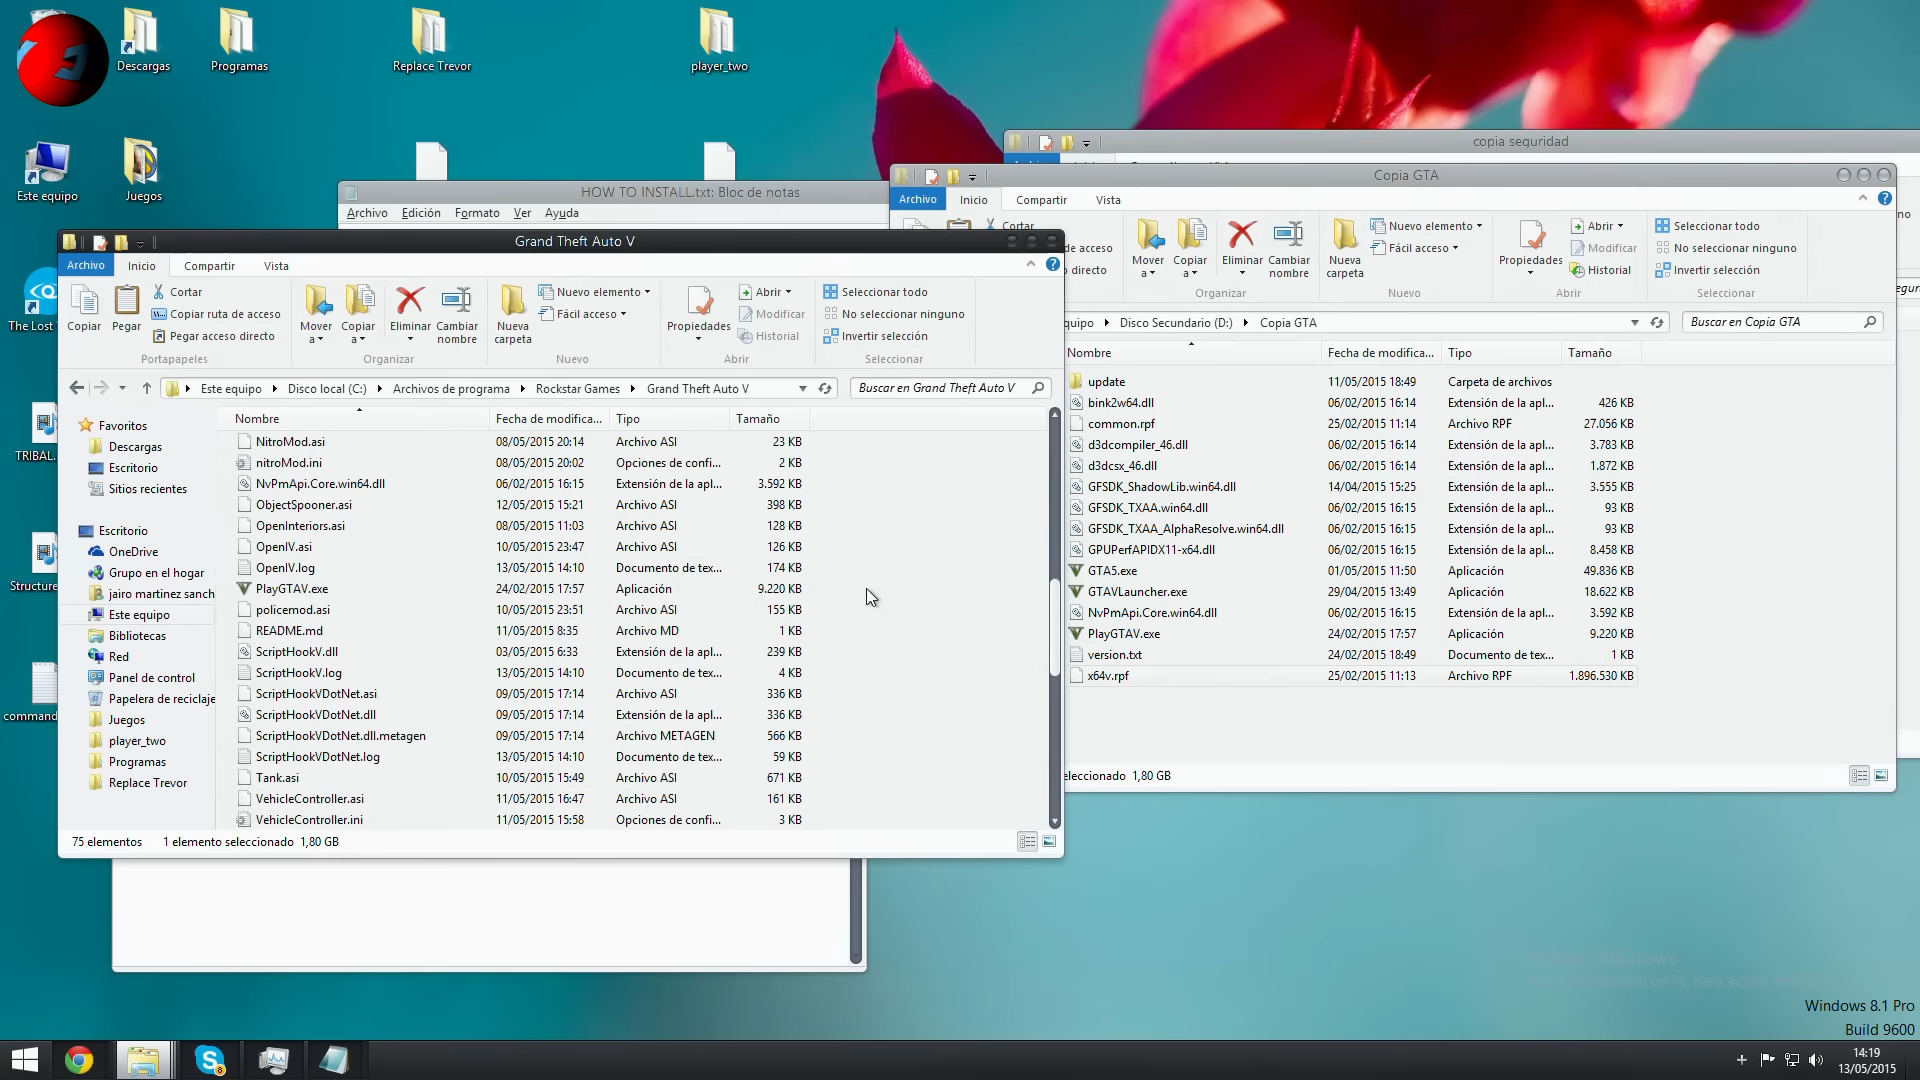 Descargas
Programas
Replace Trevor
player_two
Este equipo
Juegos
The Lost
TRIBAL.
Structure
command
copia seguridad
Copia GTA
Archivo Inicio Compartir Vista
Cortar
acceso
directo
Mover a
Copiar a
Eliminar
Cambiar nombre
Organizar
Nueva carpeta
Nuevo elemento
Fácil acceso
Nuevo
Propiedades
Abrir
Modificar
Historial
Abrir
Seleccionar todo
No seleccionar ninguno
Invertir selección
Seleccionar
equipo Disco Secundario (D:) Copia GTA
Buscar en Copia GTA
Nombre Fecha de modifica... Tipo Tamaño
update 11/05/2015 18:49 Carpeta de archivos
bink2w64.dll 06/02/2015 16:14 Extensión de la apl... 426 KB
common.rpf 25/02/2015 11:14 Archivo RPF 27.056 KB
d3dcompiler_46.dll 06/02/2015 16:14 Extensión de la apl... 3.783 KB
d3dcsx_46.dll 06/02/2015 16:14 Extensión de la apl... 1.872 KB
GFSDK_ShadowLib.win64.dll 14/04/2015 15:25 Extensión de la apl... 3.555 KB
GFSDK_TXAA.win64.dll 06/02/2015 16:15 Extensión de la apl... 93 KB
GFSDK_TXAA_AlphaResolve.win64.dll 06/02/2015 16:15 Extensión de la apl... 93 KB
GPUPerfAPIDX11-x64.dll 06/02/2015 16:15 Extensión de la apl... 8.458 KB
GTA5.exe 01/05/2015 11:50 Aplicación 49.836 KB
GTAVLauncher.exe 29/04/2015 13:49 Aplicación 18.622 KB
NvPmApi.Core.win64.dll 06/02/2015 16:15 Extensión de la apl... 3.592 KB
PlayGTAV.exe 24/02/2015 17:57 Aplicación 9.220 KB
version.txt 24/02/2015 18:49 Documento de tex... 1 KB
x64v.rpf 25/02/2015 11:13 Archivo RPF 1.896.530 KB
eleccionado 1,80 GB
HOW TO INSTALL.txt: Bloc de notas
Archivo Edición Formato Ver Ayuda
Grand Theft Auto V
Archivo Inicio Compartir Vista
Copiar
Pegar
Cortar
Copiar ruta de acceso
Pegar acceso directo
Portapapeles
Mover a
Copiar a
Eliminar
Cambiar nombre
Organizar
Nueva carpeta
Nuevo elemento
Fácil acceso
Nuevo
Propiedades
Abrir
Modificar
Historial
Abrir
Seleccionar todo
No seleccionar ninguno
Invertir selección
Seleccionar
Este equipo Disco local (C:) Archivos de programa Rockstar Games Grand Theft Auto V
Buscar en Grand Theft Auto V
Favoritos
Descargas
Escritorio
Sitios recientes
Escritorio
OneDrive
Grupo en el hogar
jairo martinez sanch
Este equipo
Bibliotecas
Red
Panel de control
Papelera de reciclaje
Juegos
player_two
Programas
Replace Trevor
Nombre Fecha de modifica... Tipo Tamaño
NitroMod.asi 08/05/2015 20:14 Archivo ASI 23 KB
nitroMod.ini 08/05/2015 20:02 Opciones de confi... 2 KB
NvPmApi.Core.win64.dll 06/02/2015 16:15 Extensión de la apl... 3.592 KB
ObjectSpooner.asi 12/05/2015 15:21 Archivo ASI 398 KB
OpenInteriors.asi 08/05/2015 11:03 Archivo ASI 128 KB
OpenIV.asi 10/05/2015 23:47 Archivo ASI 126 KB
OpenIV.log 13/05/2015 14:10 Documento de tex... 174 KB
PlayGTAV.exe 24/02/2015 17:57 Aplicación 9.220 KB
policemod.asi 10/05/2015 23:51 Archivo ASI 155 KB
README.md 11/05/2015 8:35 Archivo MD 1 KB
ScriptHookV.dll 03/05/2015 6:33 Extensión de la apl... 239 KB
ScriptHookV.log 13/05/2015 14:10 Documento de tex... 4 KB
ScriptHookVDotNet.asi 09/05/2015 17:14 Archivo ASI 336 KB
ScriptHookVDotNet.dll 09/05/2015 17:14 Extensión de la apl... 336 KB
ScriptHookVDotNet.dll.metagen 09/05/2015 17:14 Archivo METAGEN 566 KB
ScriptHookVDotNet.log 13/05/2015 14:10 Documento de tex... 59 KB
Tank.asi 10/05/2015 15:49 Archivo ASI 671 KB
VehicleController.asi 11/05/2015 16:47 Archivo ASI 161 KB
VehicleController.ini 11/05/2015 15:58 Opciones de confi... 3 KB
75 elementos 1 elemento seleccionado 1,80 GB
Windows 8.1 Pro
Build 9600
14:19
13/05/2015